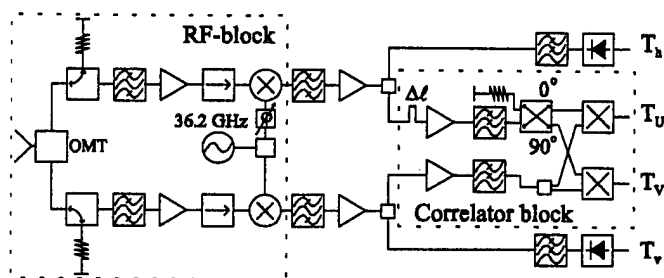 RF-block
T_h
Δℓ
0°
36.2 GHz
ϕ
T_U
OMT
90°
T_V
Correlator block
T_v